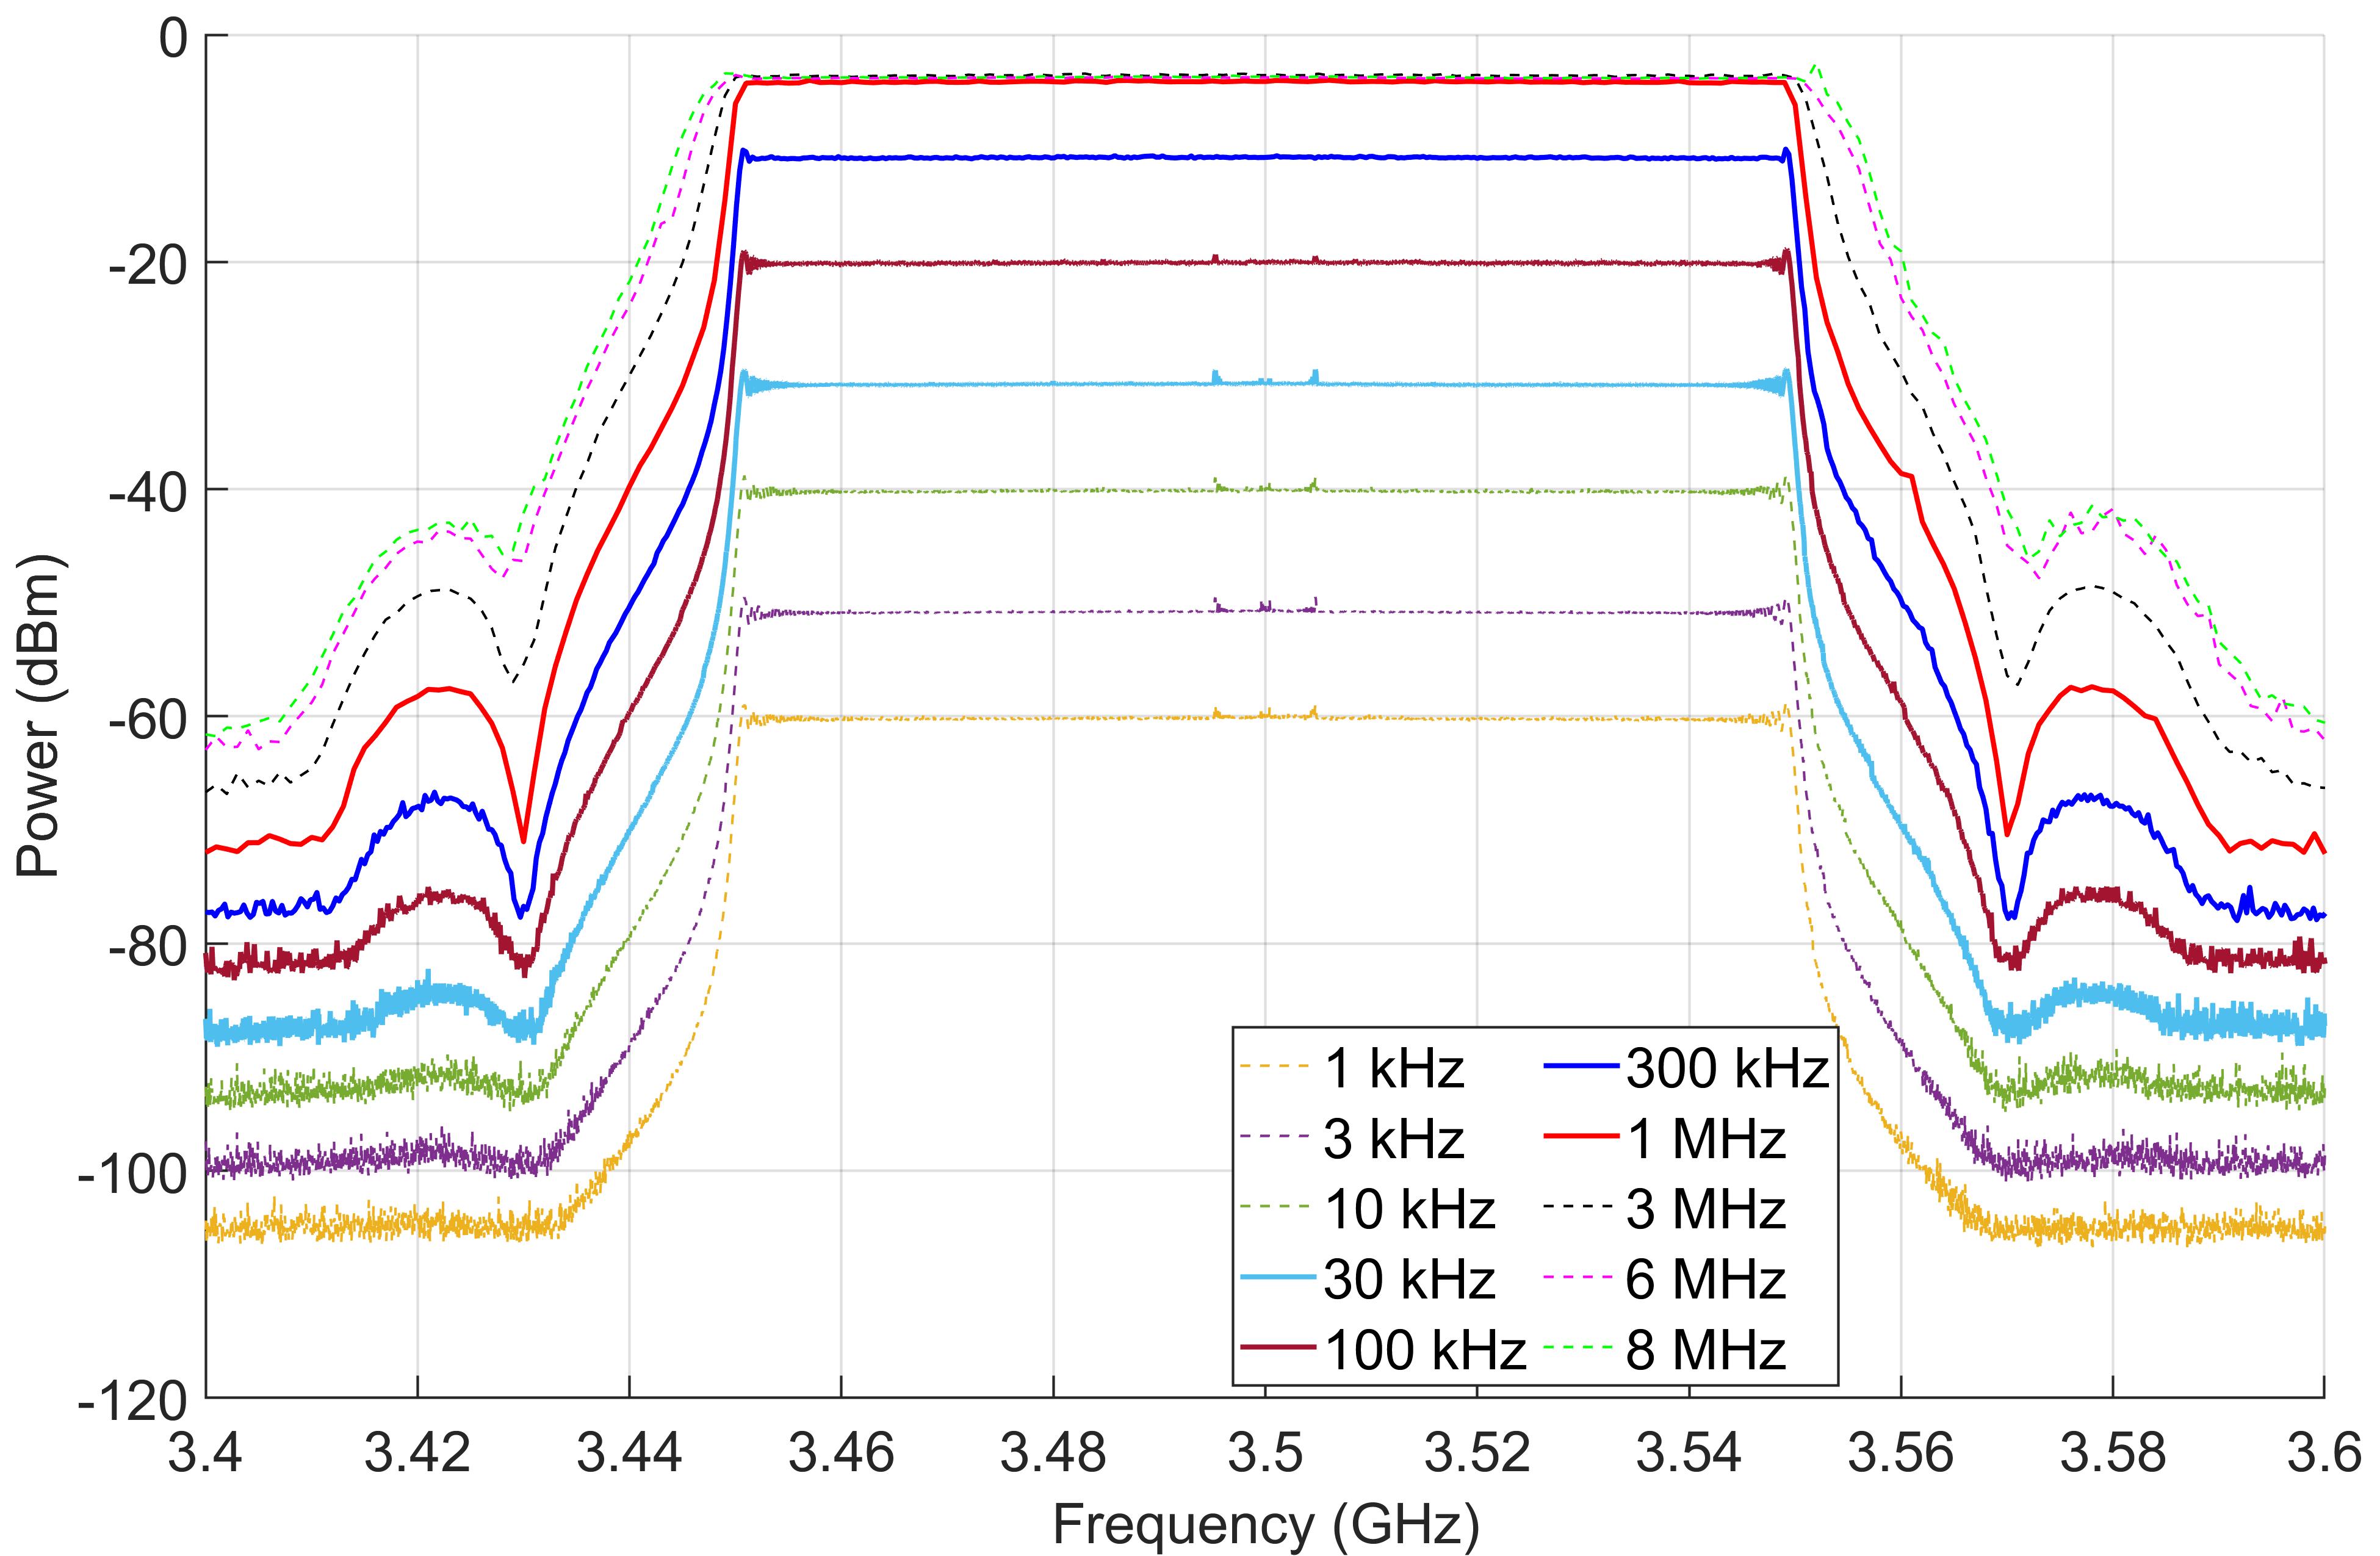 0
-20
-40
-60
-80
-100
-120
Power (dBm)
1 kHz
3 kHz
10 kHz
30 kHz
100 kHz
300 kHz
1 MHz
3 MHz
6 MHz
8 MHz
3.4 3.42 3.44 3.46 3.48 3.5 3.52 3.54 3.56 3.58 3.6
Frequency (GHz)